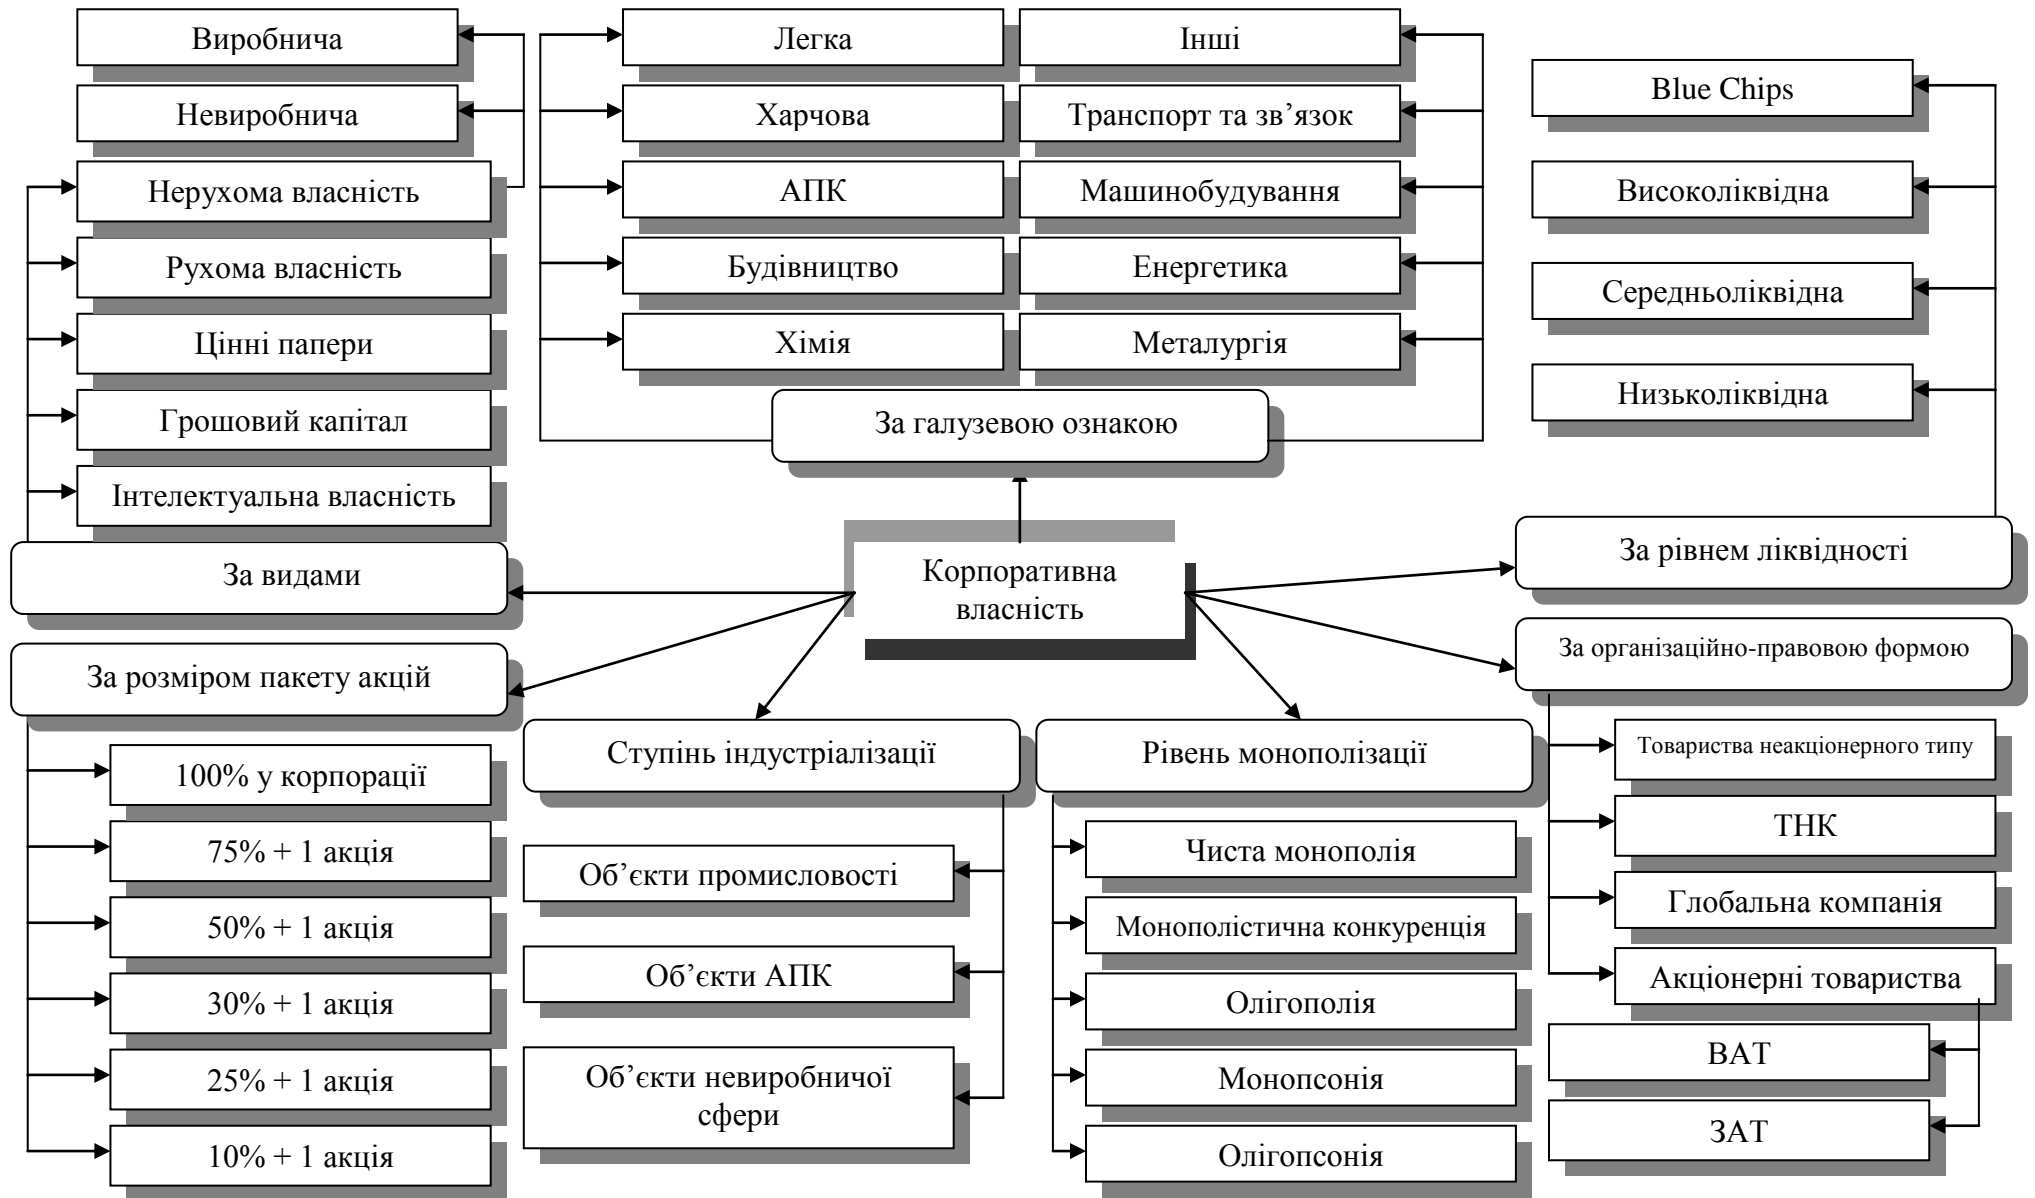 Виробнича
Невиробнича
Нерухома власність
Рухома власність
Цінні папери
Грошовий капітал
Інтелектуальна власність
За видами
Легка
Харчова
АПК
Будівництво
Хімія
Інші
Транспорт та зв’язок
Машинобудування
Енергетика
Металургія
За галузевою ознакою
Blue Chips
Високоліквідна
Середньоліквідна
Низьколіквідна
За рівнем ліквідності
Корпоративна
власність
За розміром пакету акцій
100% у корпорації
75% + 1 акція
50% + 1 акція
30% + 1 акція
25% + 1 акція
10% + 1 акція
Ступінь індустріалізації
Об’єкти промисловості
Об’єкти АПК
Об’єкти невиробничої
сфери
Рівень монополізації
Чиста монополія
Монополістична конкуренція
Олігополія
Монопсонія
Олігопсонія
За організаційно-правовою формою
Товариства неакціонерного типу
ТНК
Глобальна компанія
Акціонерні товариства
ВАТ
ЗАТ